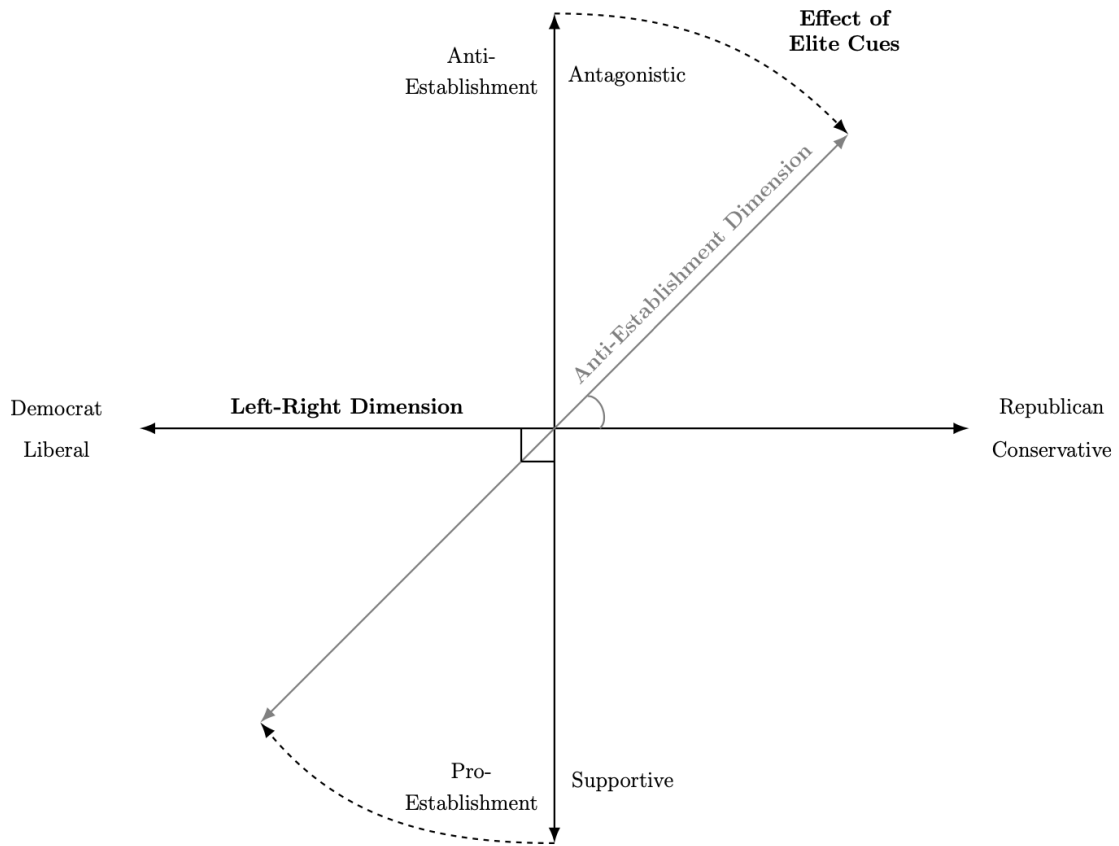 Effect of
Elite Cues
Anti-
Establishment
Antagonistic
Anti-Establishment Dimension
Democrat
Liberal
Left-Right Dimension
Republican
Conservative
Pro-
Establishment
Supportive